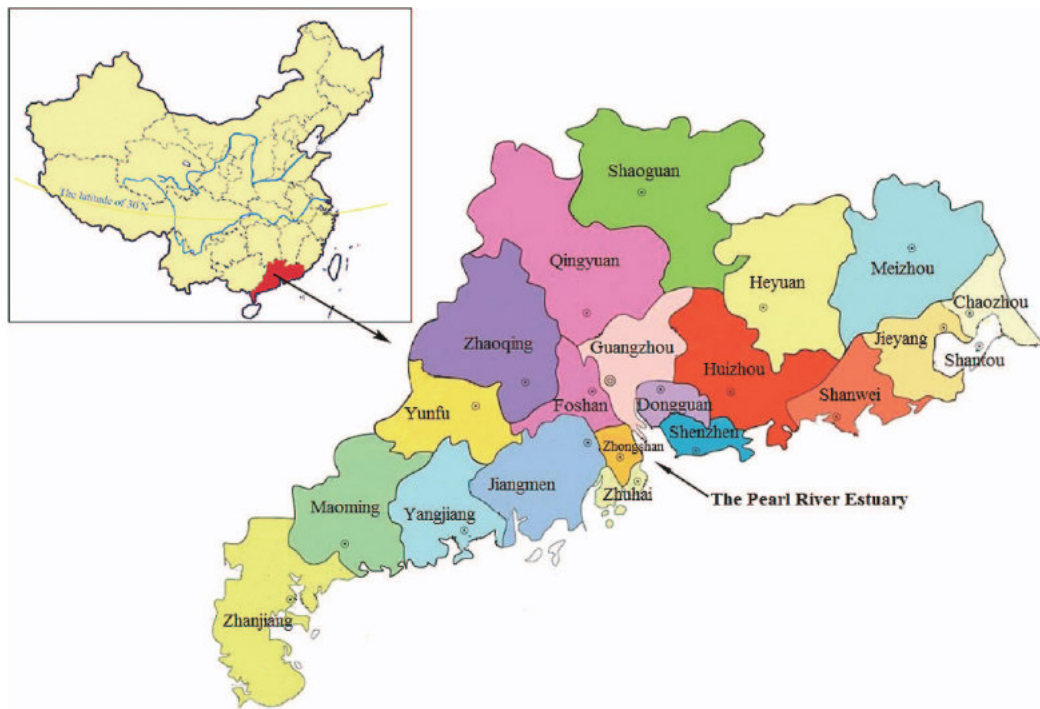 The latitude of 30 N
Shaoguan
Qingyuan
Heyuan
Meizhou
Chaozhou
Jieyang
Shantou
Zhaoqing
Guangzhou
Huizhou
Shanwei
Yunfu
Foshan
Dongguan
Shenzhen
Zhongshan
Zhuhai
The Pearl River Estuary
Jiangmen
Maoming
Yangjiang
Zhanjiang